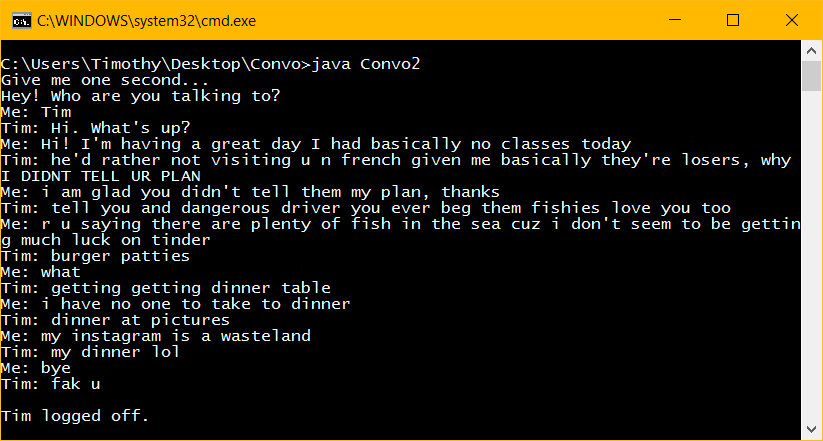 C:\WINDOWS\system32\cmd.exe
C:\Users\Timothy\Desktop\Convo>java Convo2
Give me one second...
Hey! Who are you talking to?
Me: Tim
Tim: Hi. What's up?
Me: Hi! I'm having a great day I had basically no classes today
Tim: he'd rather not visiting u n french given me basically they're losers, why
I DIDNT TELL UR PLAN
Me: i am glad you didn't tell them my plan, thanks
Tim: tell you and dangerous driver you ever beg them fishies love you too
Me: r u saying there are plenty of fish in the sea cuz i don't seem to be gettin
g much luck on tinder
Tim: burger patties
Me: what
Tim: getting getting dinner table
Me: i have no one to take to dinner
Tim: dinner at pictures
Me: my instagram is a wasteland
Tim: my dinner lol
Me: bye
Tim: fak u
Tim logged off.